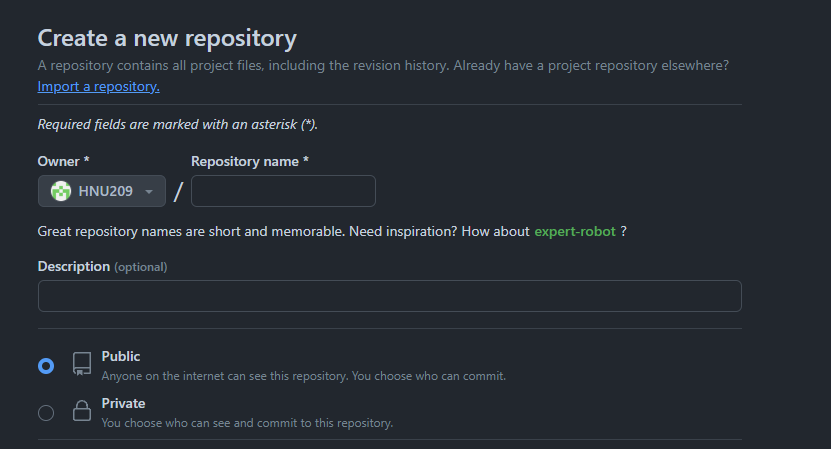 Create a new repository
A repository contains all project files, including the revision history. Already have a project repository elsewhere?
Import a repository.
Required fields are marked with an asterisk (*).
Owner * Repository name *
HNU209 /
Great repository names are short and memorable. Need inspiration? How about expert-robot ?
Description (optional)
Public
Anyone on the internet can see this repository. You choose who can commit.
Private
You choose who can see and commit to this repository.